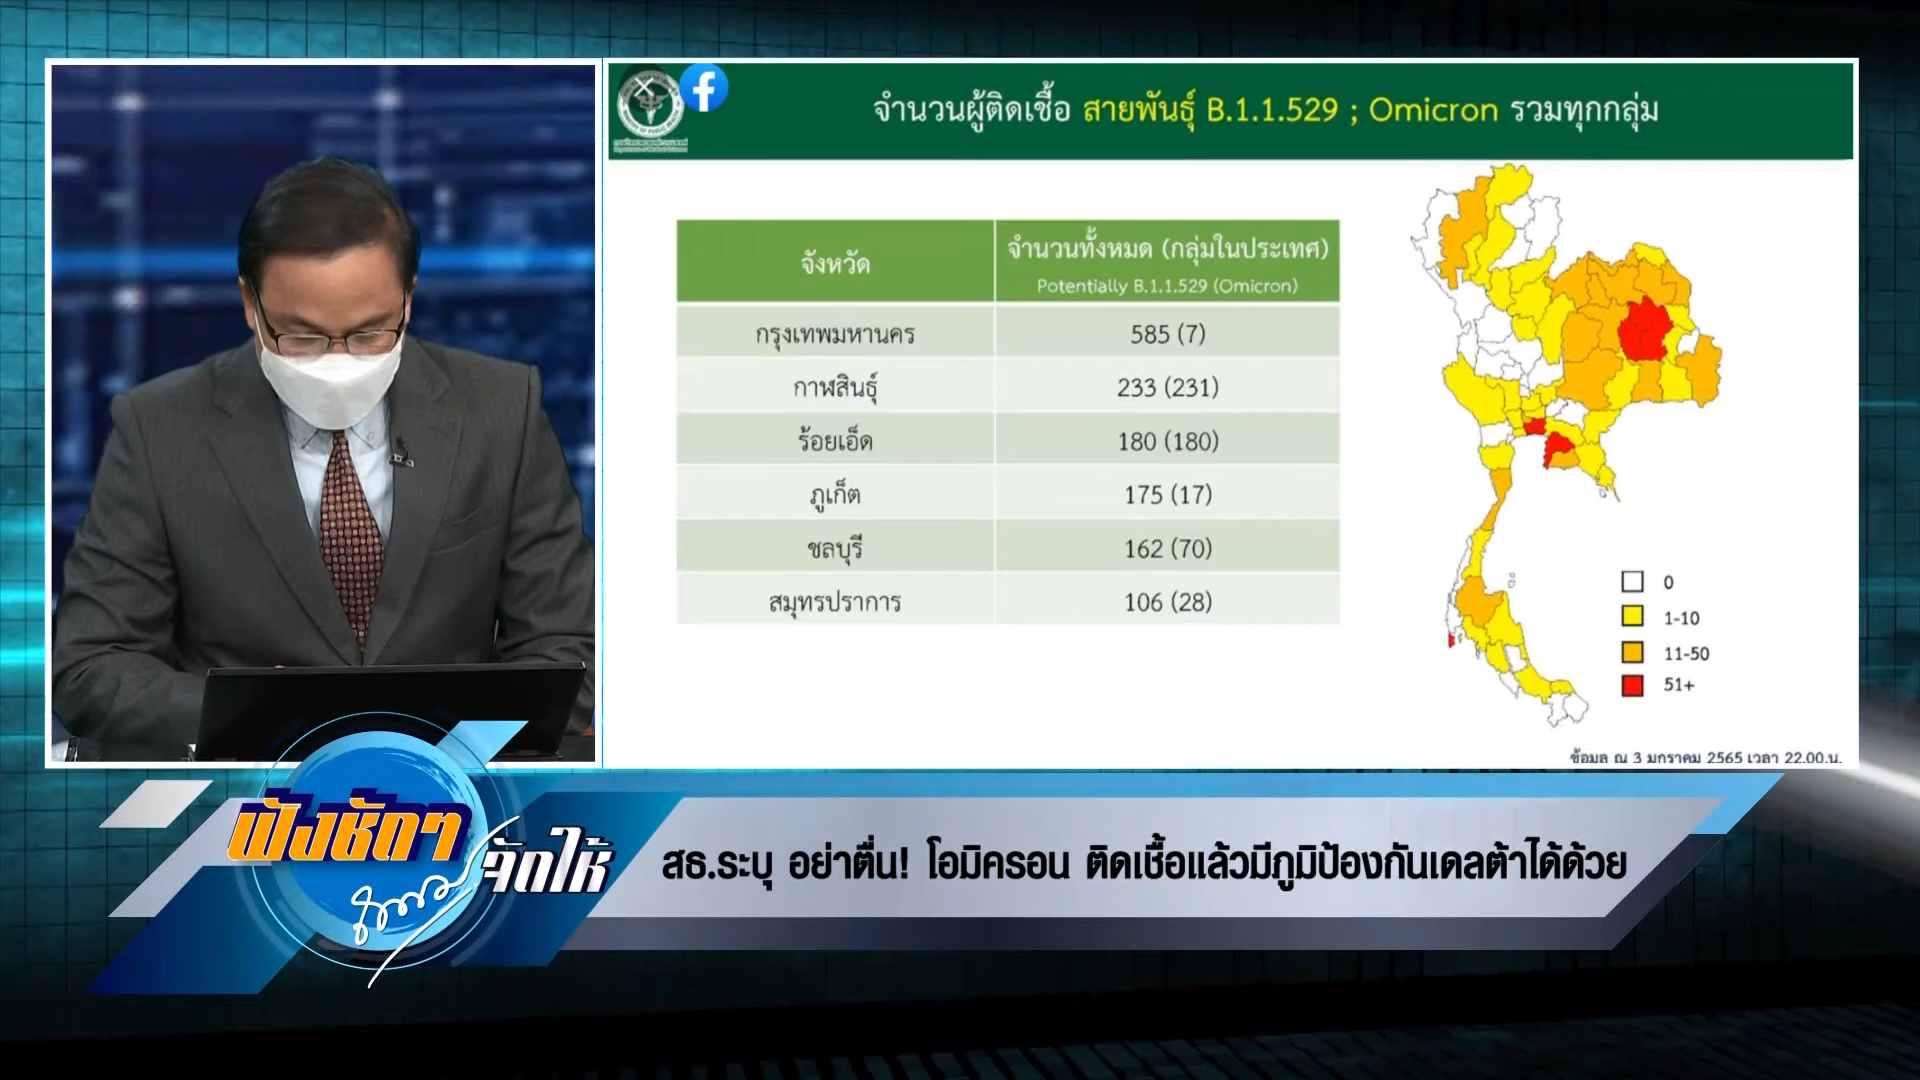 จำนวนผู้ติดเชื้อ สายพันธุ์ B.1.1.529 ; Omicron รวมทุกกลุ่ม
จังหวัด
จำนวนทั้งหมด (กลุ่มในประเทศ)
Potentially B.1.1.529 (Omicron)
กรุงเทพมหานคร
585 (7)
กาฬสินธุ์
233 (231)
ร้อยเอ็ด
180 (180)
ภูเก็ต
175 (17)
ชลบุรี
162 (70)
สมุทรปราการ
106 (28)
0
1-10
11-50
51+
ข้อมูล ณ 3 มกราคม 2565 เวลา 22.00 น.
ฟังชัดๆ
จัดให้
สธ.ระบุ อย่าตื่น! โอมิครอน ติดเชื้อแล้วมีภูมิป้องกันเดลต้าได้ด้วย